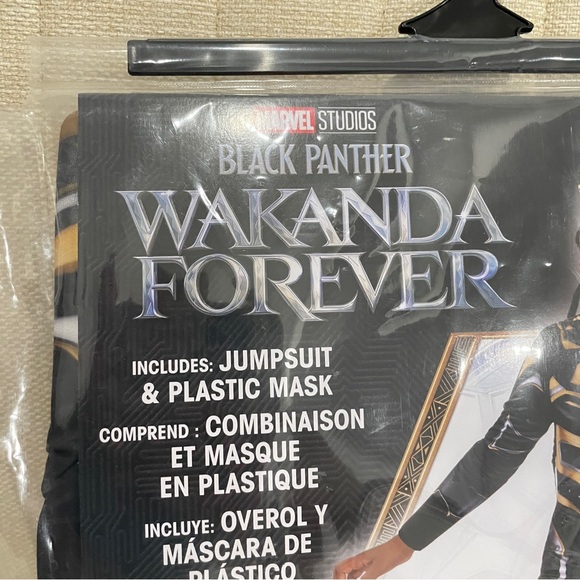 MARVEL STUDIOS
BLACK PANTHER
WAKANDA
FOREVER
INCLUDES: JUMPSUIT
& PLASTIC MASK
COMPREND : COMBINAISON
ET MASQUE
EN PLASTIQUE
INCLUYE: OVEROL Y
MÁSCARA DE
PLÁSTICO